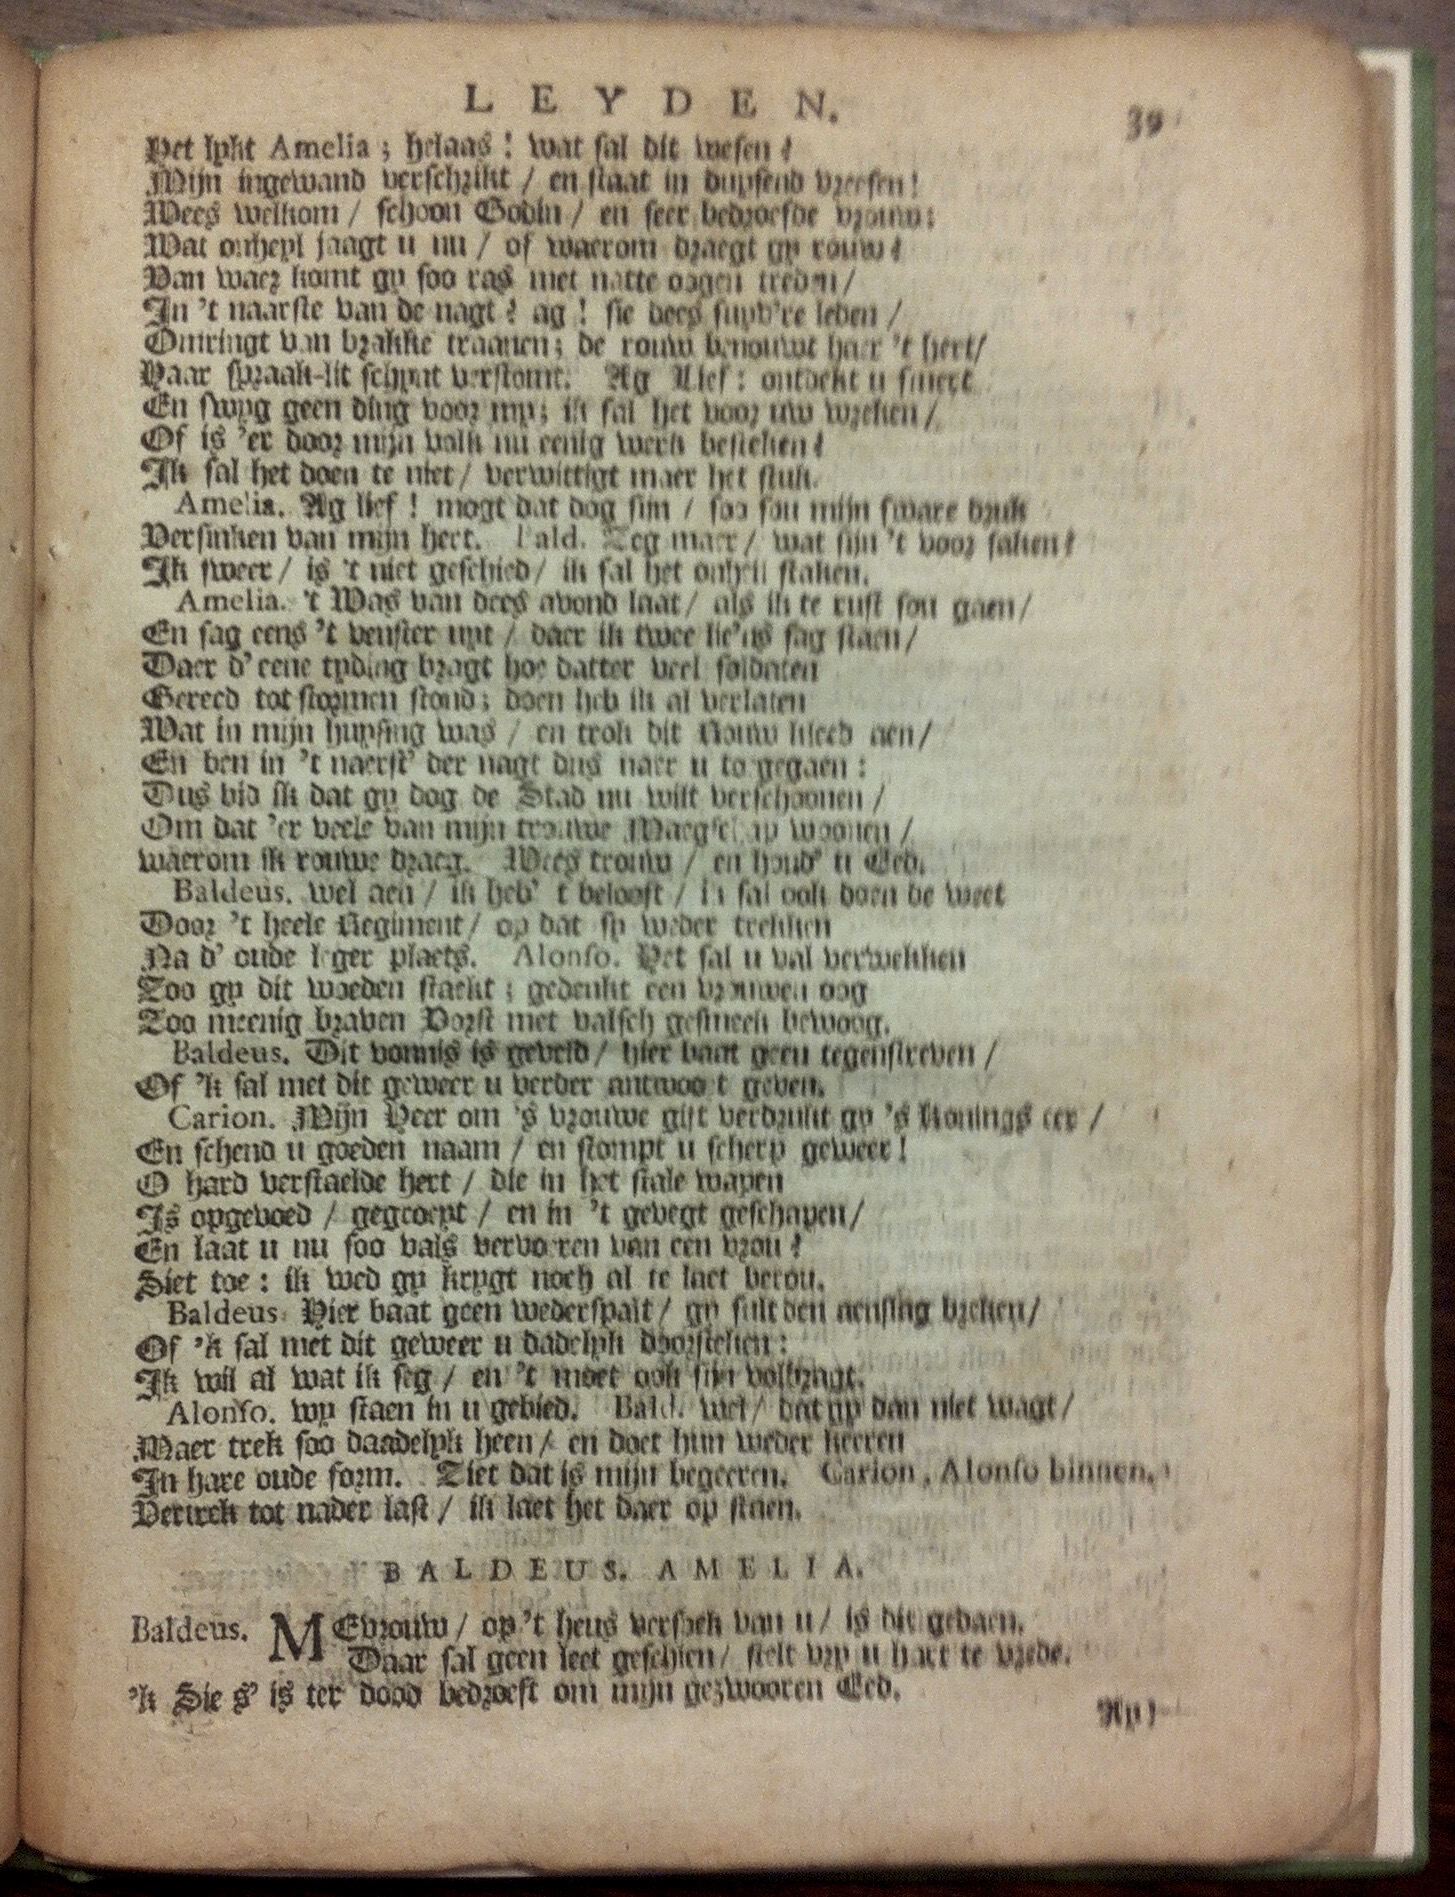 LEYDEN. 39
Het lykt Amelia ; helaas ! wat sal dit wesen ?
Mijn ingewand verschrikt / en staat in duysend vreesen !
Wees welkom / schoon Godin / en seer bedroefde vrouw :
Wat onheyl jaagt u nu / of waerom draegt gy rouw ?
Van waer komt gy soo ras met natte oogen treden /
In 't naarste van de nagt ? ag ! sie dees suyv're leden /
Omringt van brakke traanen ; de rouw benouwt haer 't hert /
Haar spraak-lit schynt verstomt. Ag Lief : ontdekt u smert
En swyg geen ding voor my ; ik sal het voor uw wreken /
Of is 'er door mijn volk nu eenig werk besteken ?
Ik sal het doen te niet / verwittigt maer het stuk.
Amelia. Ag lief ! mogt dat dog sijn / soo sou mijn sware druk
Versinken van mijn hert. Bald. Seg maer / wat sijn 't voor saken ?
Ik sweer / is 't niet geschied / ik sal het onheil staken.
Amelia. 't Was van dees avond laat / als ik te rust sou gaen /
En sag eens 't venster uyt / daer ik twee lie'ns sag staen /
Daer d' eene tyding bragt hoe datter veel soldaten
Gereed tot stormen stond ; doen heb ik al verlaten
Wat in mijn huysing was / en trok dit Rouw kleed aen /
En ben in 't naerst' der nagt dus naer u to gegaen :
Dus bid ik dat gy dog de Stad nu wilt verschoonen /
Om dat 'er veele van mijn trouwe Maegschap woonen /
waerom ik rouwe draeg. Wees trouw / en houd' u Eed.
Baldeus. wel aen / ik heb' t belooft / ik sal ook doen de weet
Door 't heele Regiment / op dat sy weder trekken
Na d' oude leger plaets. Alonso. Het sal u val verwekken
Soo gy dit woeden staekt ; gedenkt een vrouwen oog
Soo meenig braven Vorst met valsch gesmeek bewoog.
Baldeus. Dit vonnis is geveld / hier baat geen tegenstreven /
Of 'k sal met dit geweer u verder antwoo t geven.
Carion. Mijn Heer om 's vrouwe gift verdrukt gy 's Konings eer /
En schend u goeden naam / en stompt u scherp geweer !
O hard verstaelde hert / die in het stale wapen
Is opgevoed / gegroeyt / en in 't gevegt geschapen /
En laat u nu soo vals vervoeren van een vrou ?
Siet toe : ik wed gy krygt noch al te laet berou.
Baldeus. Hier baat geen wederspalt / gy sult den aenslag breken /
Of 'k sal met dit geweer u dadelyk doorsteken :
Ik wil al wat ik seg / en 't moet ook sijn volbragt.
Alonso. wy staen in u gebied. Bald. wel / dat gy dan niet wagt /
Maer trek soo daadelyk heen / en doet hun weder keeren
In hare oude form. Siet dat is mijn begeeren. Carion, Alonso binnen.
Vertrek tot nader last / ik laet het daer op staen.
BALDEUS. AMELIA.
Baldeus. MEvrouw / op 't heus versoek van u / is dit gedaen.
Daar sal geen leet geschien / stelt vry u hart te vrede.
'k Sie s' is ter dood bedroeft om mijn gezwooren Eed.